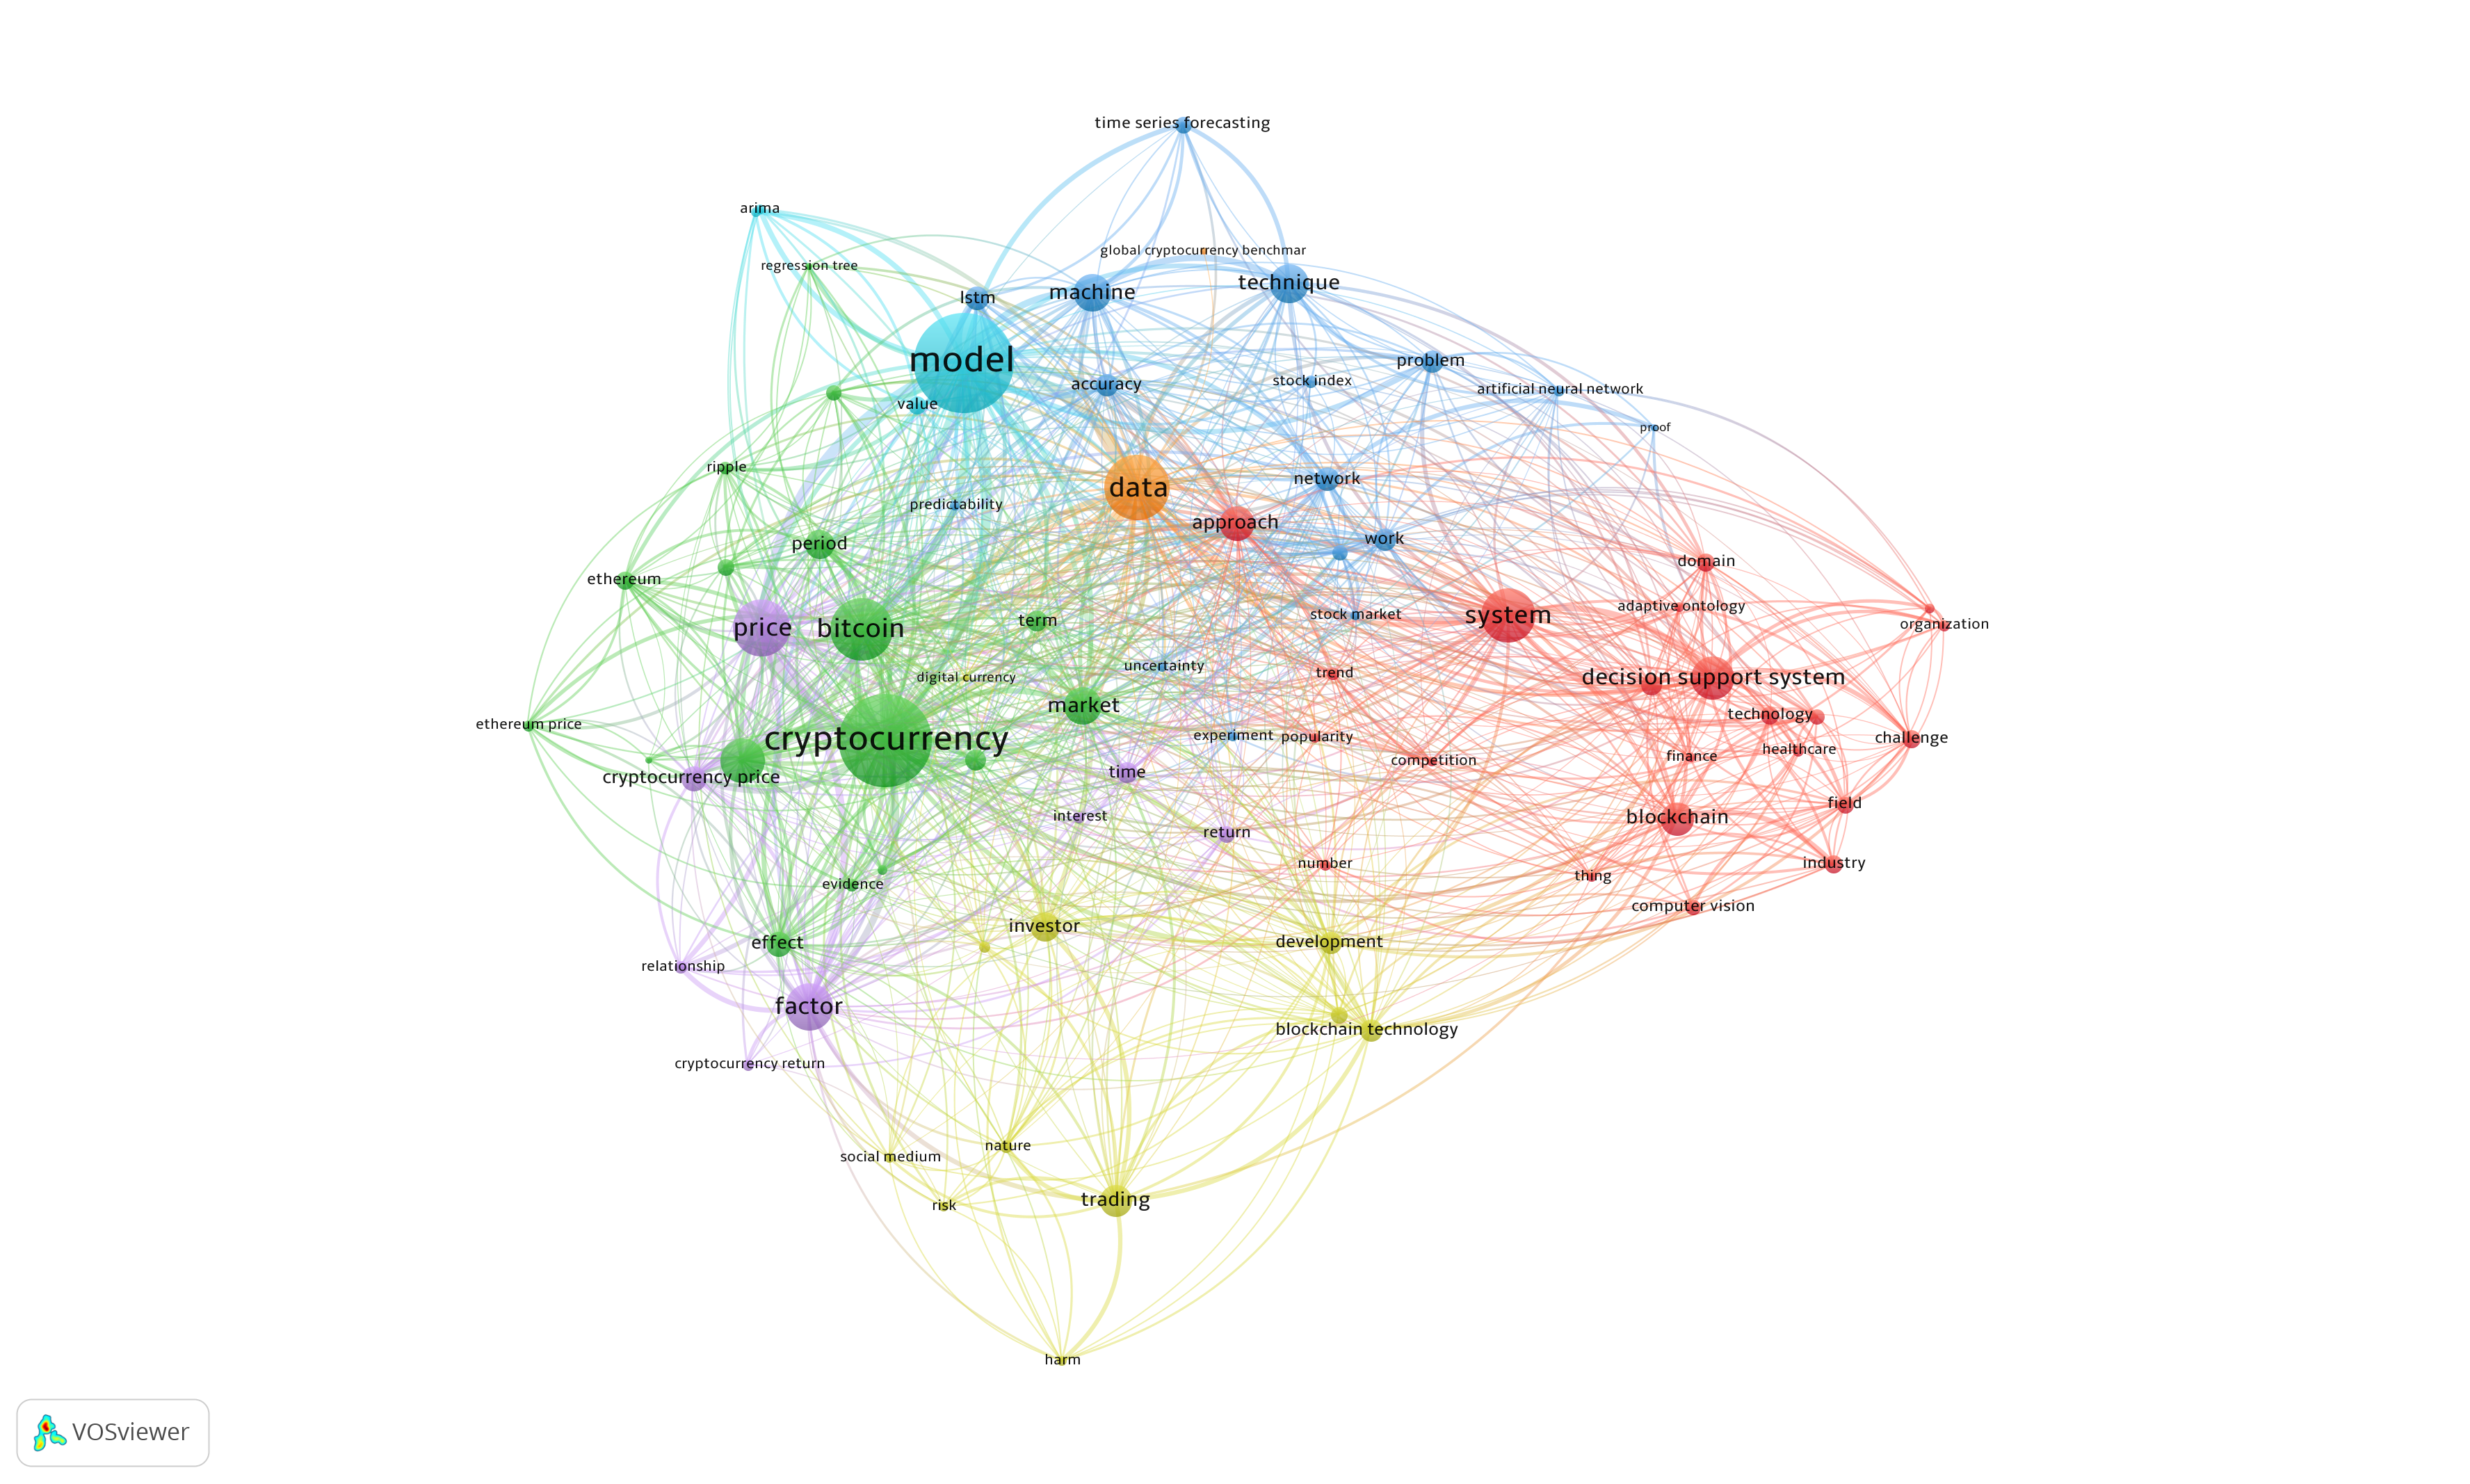 time series forecasting
arima
global cryptocurrency benchmar
regression tree
technique
machine
lstm
model
problem
stock index
accuracy
artificial neural network
value
proof
ripple
network
data
predictability
approach
work
period
domain
ethereum
adaptive ontology
stock market
system
term
organization
price
bitcoin
uncertainty
trend
digital currency
decision support system
market
technology
ethereum price
experiment
popularity
challenge
cryptocurrency
healthcare
finance
competition
time
cryptocurrency price
field
interest
blockchain
return
number
industry
thing
evidence
computer vision
investor
development
effect
relationship
factor
blockchain technology
cryptocurrency return
nature
social medium
trading
risk
harm
VOSviewer